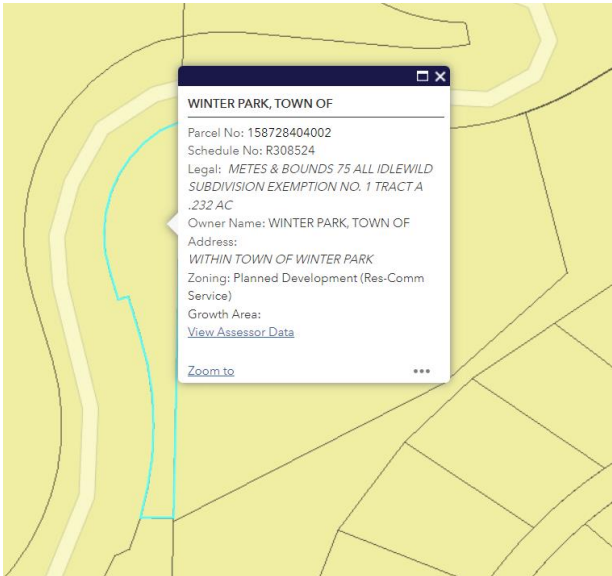 WINTER PARK, TOWN OF
Parcel No: 158728404002
Schedule No: R308524
Legal: METES & BOUNDS 75 ALL IDLEWILD
SUBDIVISION EXEMPTION NO. 1 TRACT A
.232 AC
Owner Name: WINTER PARK, TOWN OF
Address:
WITHIN TOWN OF WINTER PARK
Zoning: Planned Development (Res-Comm
Service)
Growth Area:
View Assessor Data
Zoom to